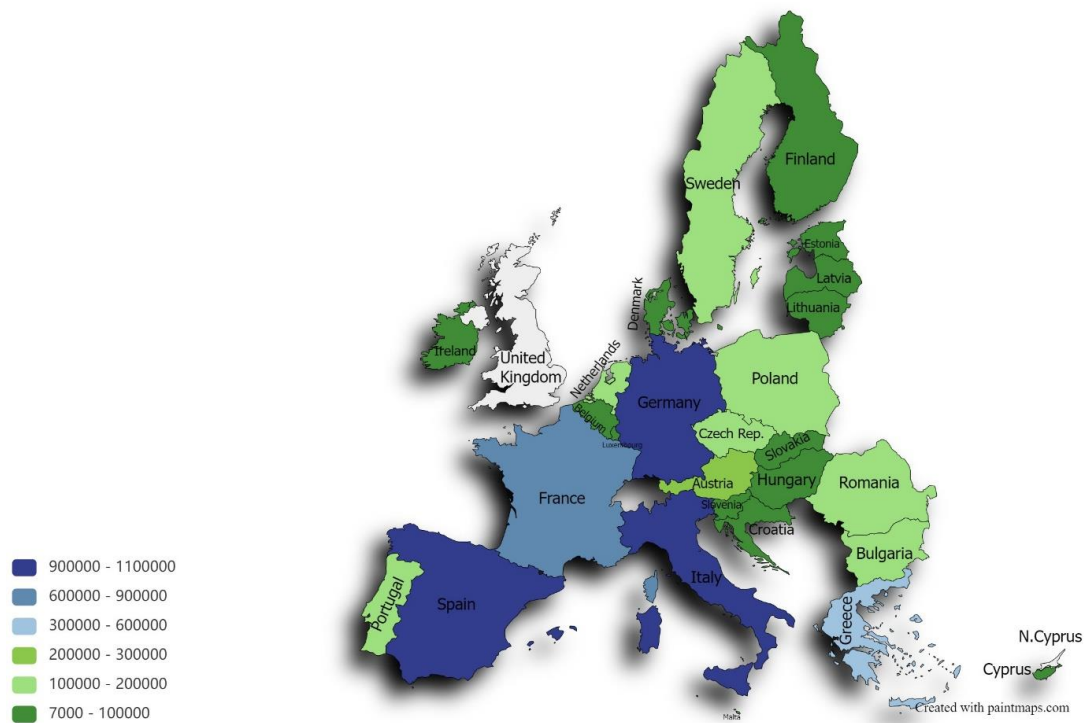 Finland
Sweden
Estonia
Latvia
Lithuania
Denmark
Ireland
United
Kingdom
Netherlands
Belgium
Luxembourg
Germany
Poland
Czech Rep.
Slovakia
Austria
Hungary
Slovenia
Croatia
Romania
Bulgaria
France
Italy
Spain
Portugal
Greece
N.Cyprus
Cyprus
Malta
900000 - 1100000
600000 - 900000
300000 - 600000
200000 - 300000
100000 - 200000
7000 - 100000
Created with paintmaps.com